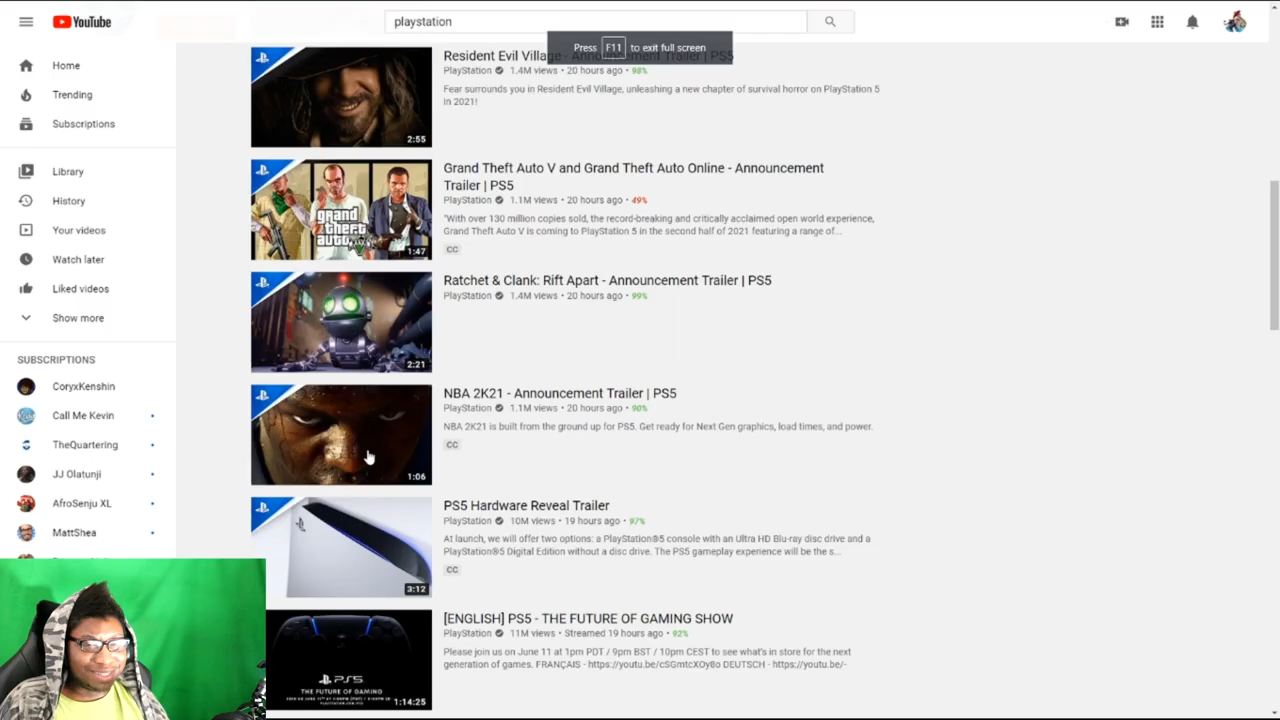 YouTube
playstation
Press F11 to exit full screen
Home
Trending
Subscriptions
Library
History
Your videos
Watch later
Liked videos
Show more
SUBSCRIPTIONS
CoryxKenshin
Call Me Kevin
TheQuartering
JJ Olatunji
AfroSenju XL
MattShea
2:55
Resident Evil Village - Announcement Trailer | PS5
PlayStation 1.4M views • 20 hours ago • 98%
Fear surrounds you in Resident Evil Village, unleashing a new chapter of survival horror on PlayStation 5
in 2021!
grand
theft
auto V
1:47
Grand Theft Auto V and Grand Theft Auto Online - Announcement
Trailer | PS5
PlayStation 1.1M views • 20 hours ago • 49%
"With over 130 million copies sold, the record-breaking and critically acclaimed open world experience,
Grand Theft Auto V is coming to PlayStation 5 in the second half of 2021 featuring a range of...
CC
2:21
Ratchet & Clank: Rift Apart - Announcement Trailer | PS5
PlayStation 1.4M views • 20 hours ago • 99%
1:06
NBA 2K21 - Announcement Trailer | PS5
PlayStation 1.1M views • 20 hours ago • 90%
NBA 2K21 is built from the ground up for PS5. Get ready for Next Gen graphics, load times, and power.
CC
3:12
PS5 Hardware Reveal Trailer
PlayStation 10M views • 19 hours ago • 97%
At launch, we will offer two options: a PlayStation®5 console with an Ultra HD Blu-ray disc drive and a
PlayStation®5 Digital Edition without a disc drive. The PS5 gameplay experience will be the s...
CC
PS5
THE FUTURE OF GAMING
1:14:25
[ENGLISH] PS5 - THE FUTURE OF GAMING SHOW
PlayStation 11M views • Streamed 19 hours ago • 92%
Please join us on June 11 at 1pm PDT / 9pm BST / 10pm CEST to see what's in store for the next
generation of games. FRANÇAIS - https://youtu.be/cSGmtcXOy8o DEUTSCH - https://youtu.be/-